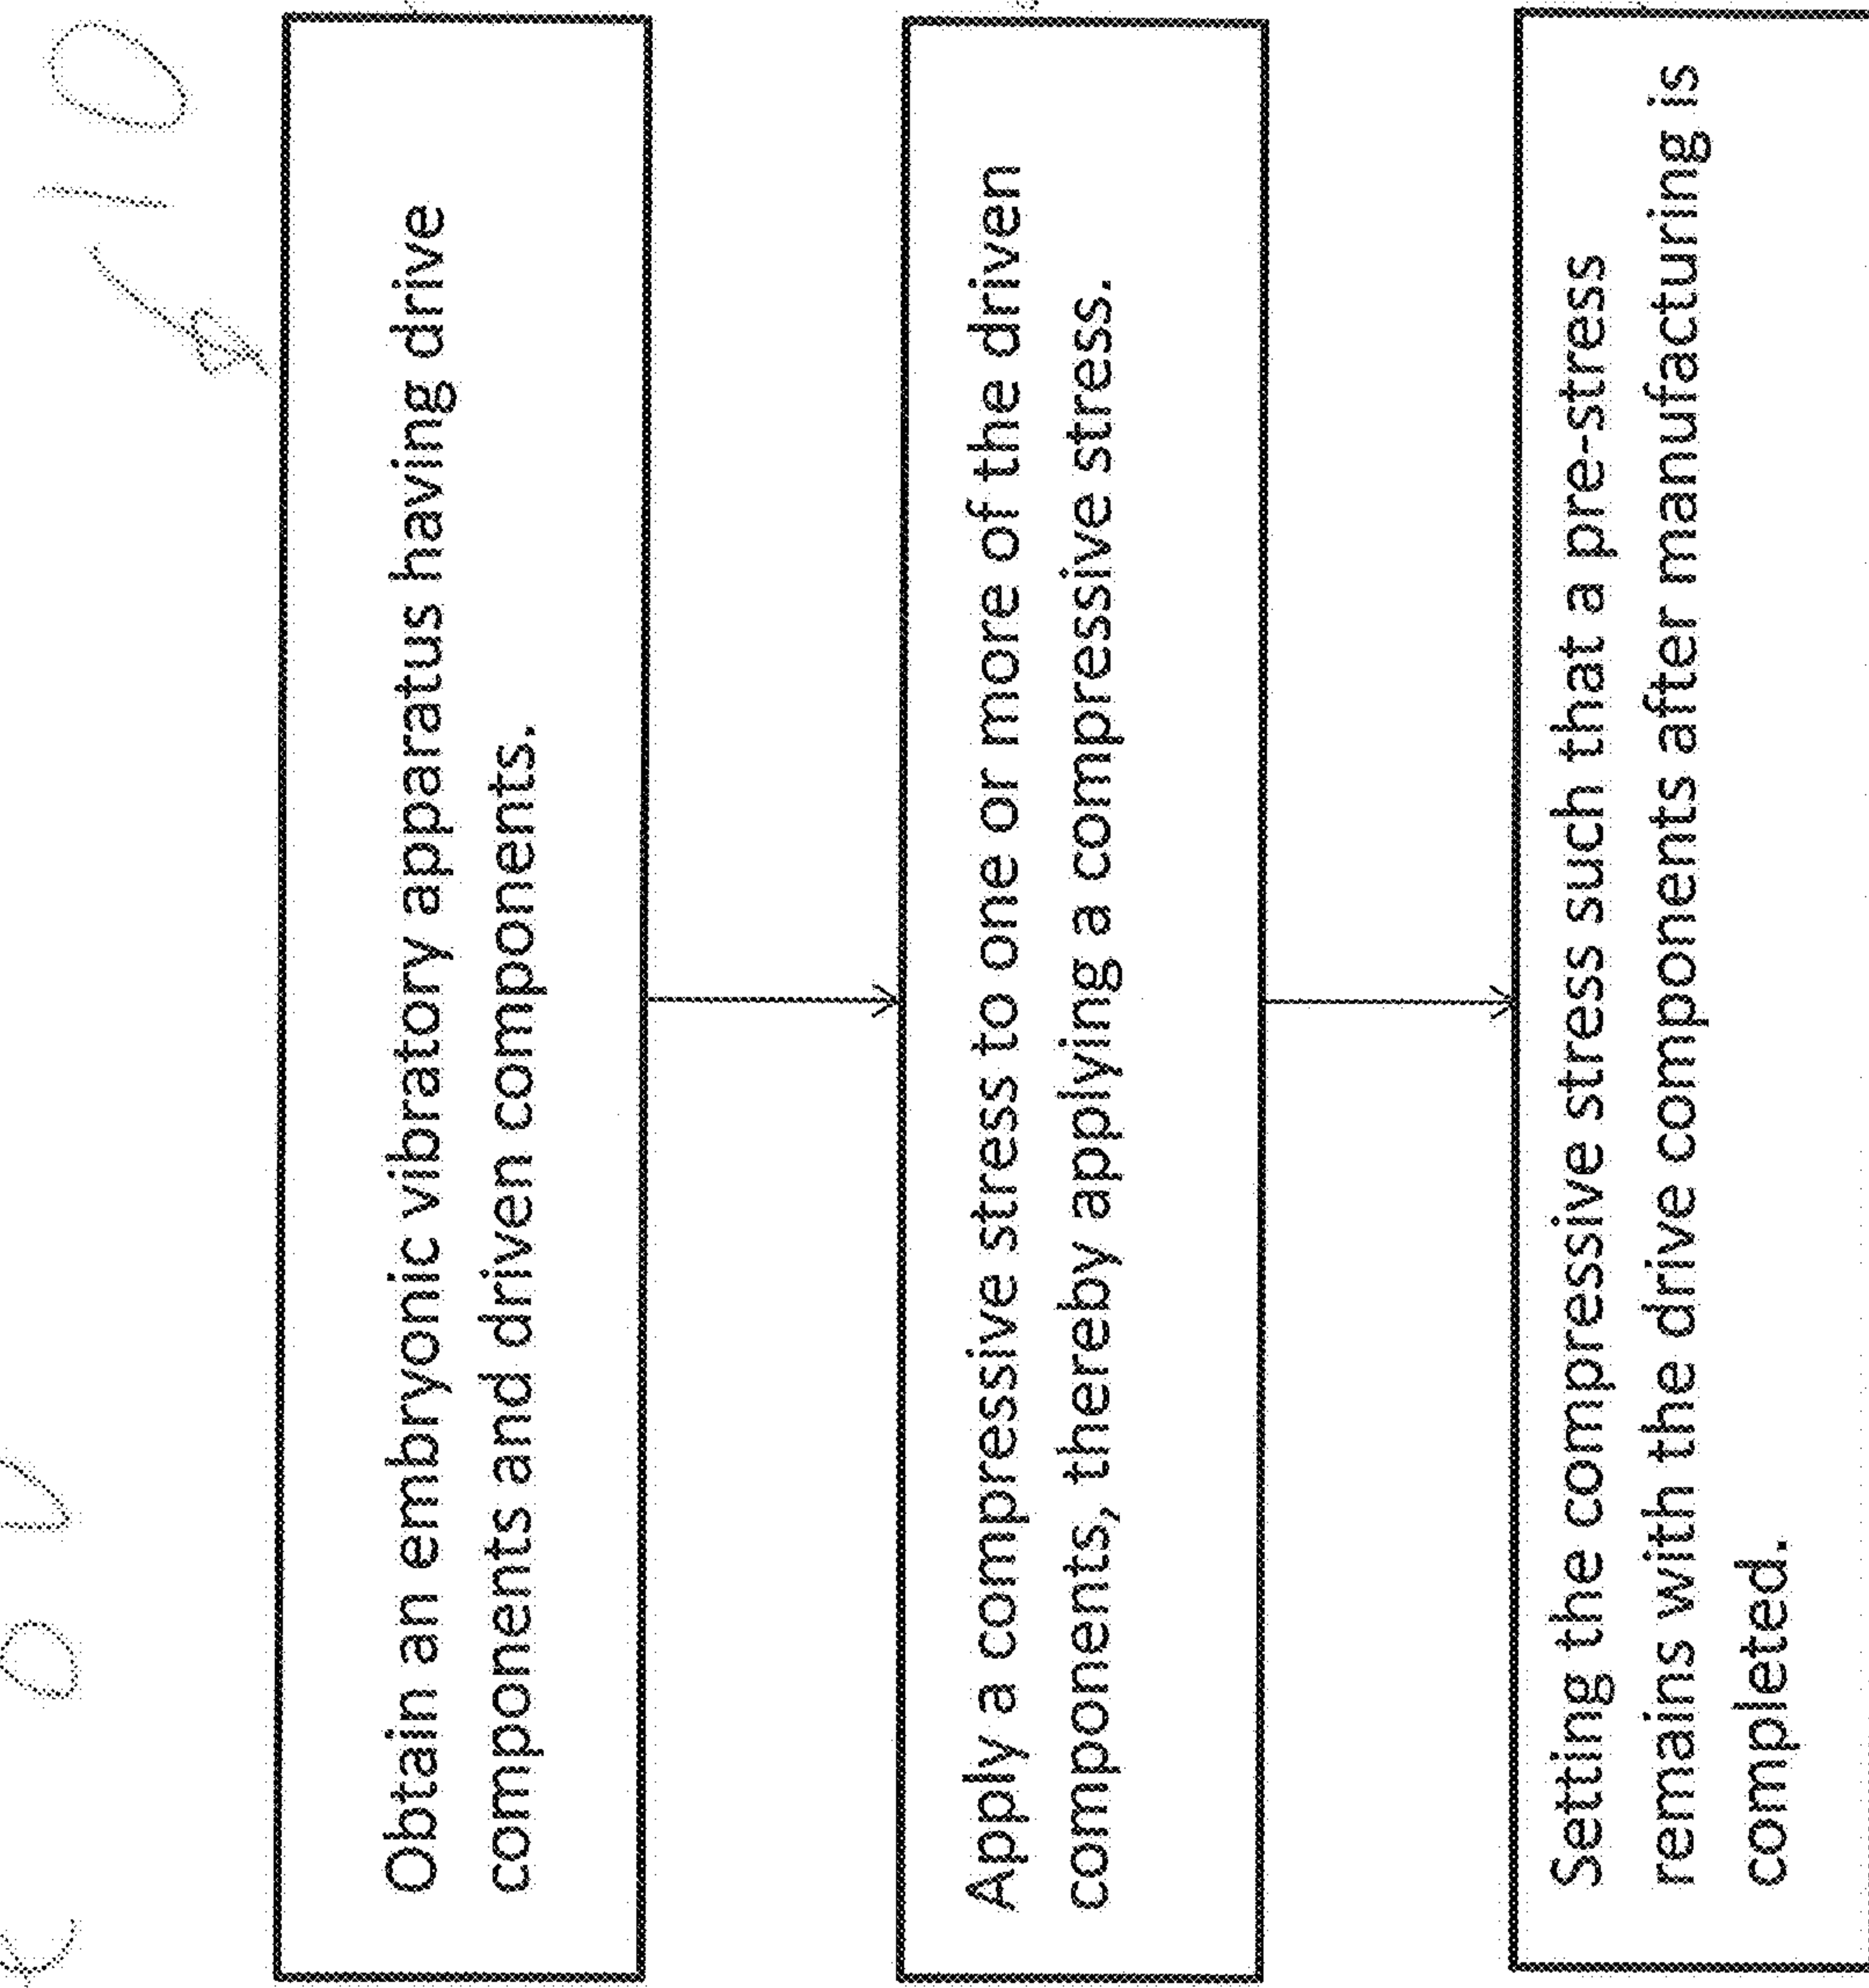 Obtain an embryonic vibratory apparatus having drive
components and driven components.
Apply a compressive stress to one or more of the driven
components, thereby applying a compressive stress.
Setting the compressive stress such that a pre-stress
remains with the drive components after manufacturing is
completed.